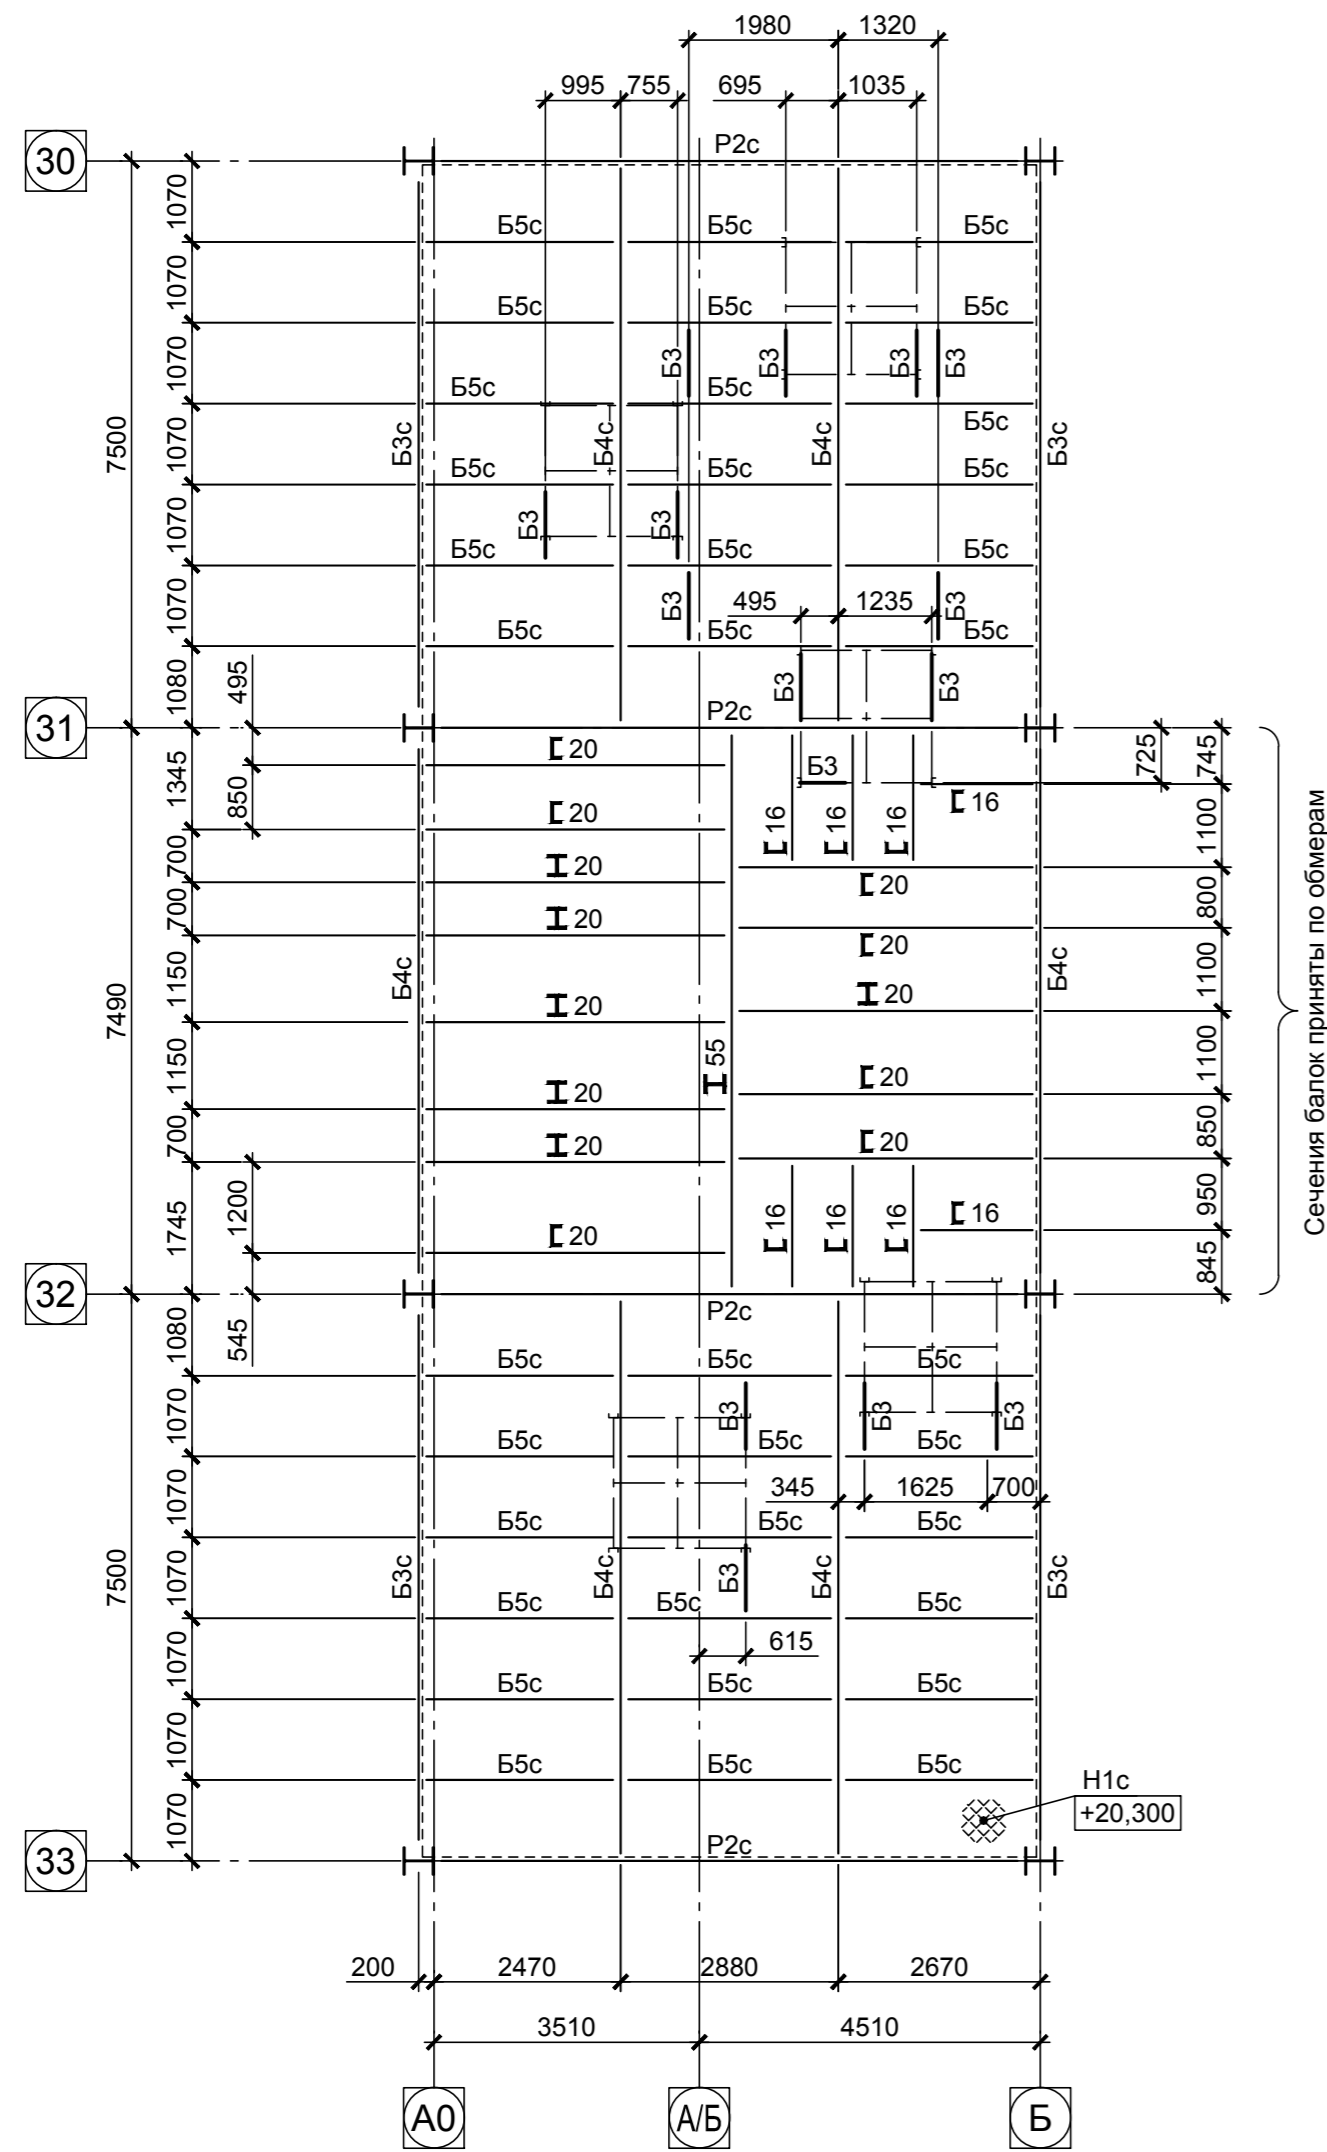 1980
1320
995
755
695
1035
30
Р2с
1070
Б5с
Б5с
Б5с
1070
Б5с
Б5с
Б5с
1070
Б3
Б3
Б3
Б3
Б5с
Б5с
Б5с
7500
1070
Б3с
Б4с
Б4с
Б3с
Б5с
Б5с
Б5с
1070
Б3
Б3
Б5с
Б5с
Б5с
1070
Б3
495
1235
Б3
Б5с
Б5с
Б5с
1080
495
Б3
Б3
31
Р2с
20
Б3
725
745
1345
850
20
16
16
16
16
1100
700
20
20
800
700
20
20
1150
Б4с
20
Б4с
1100
7490
20
55
1100
1150
20
20
700
20
20
850
1745
1200
20
16
16
16
16
950
845
Сечения балок приняты по обмерам
32
Р2с
1080
545
Б5с
Б5с
Б5с
1070
Б3
Б3
Б3
Б5с
Б5с
Б5с
1070
345
1625
700
Б5с
Б5с
Б5с
7500
1070
Б3с
Б4с
Б3
Б4с
Б3с
Б5с
Б5с
Б5с
1070
615
Б5с
Б5с
Б5с
1070
Б5с
Б5с
Б5с
1070
Н1с
+20,300
33
Р2с
200
2470
2880
2670
3510
4510
А0
А/Б
Б